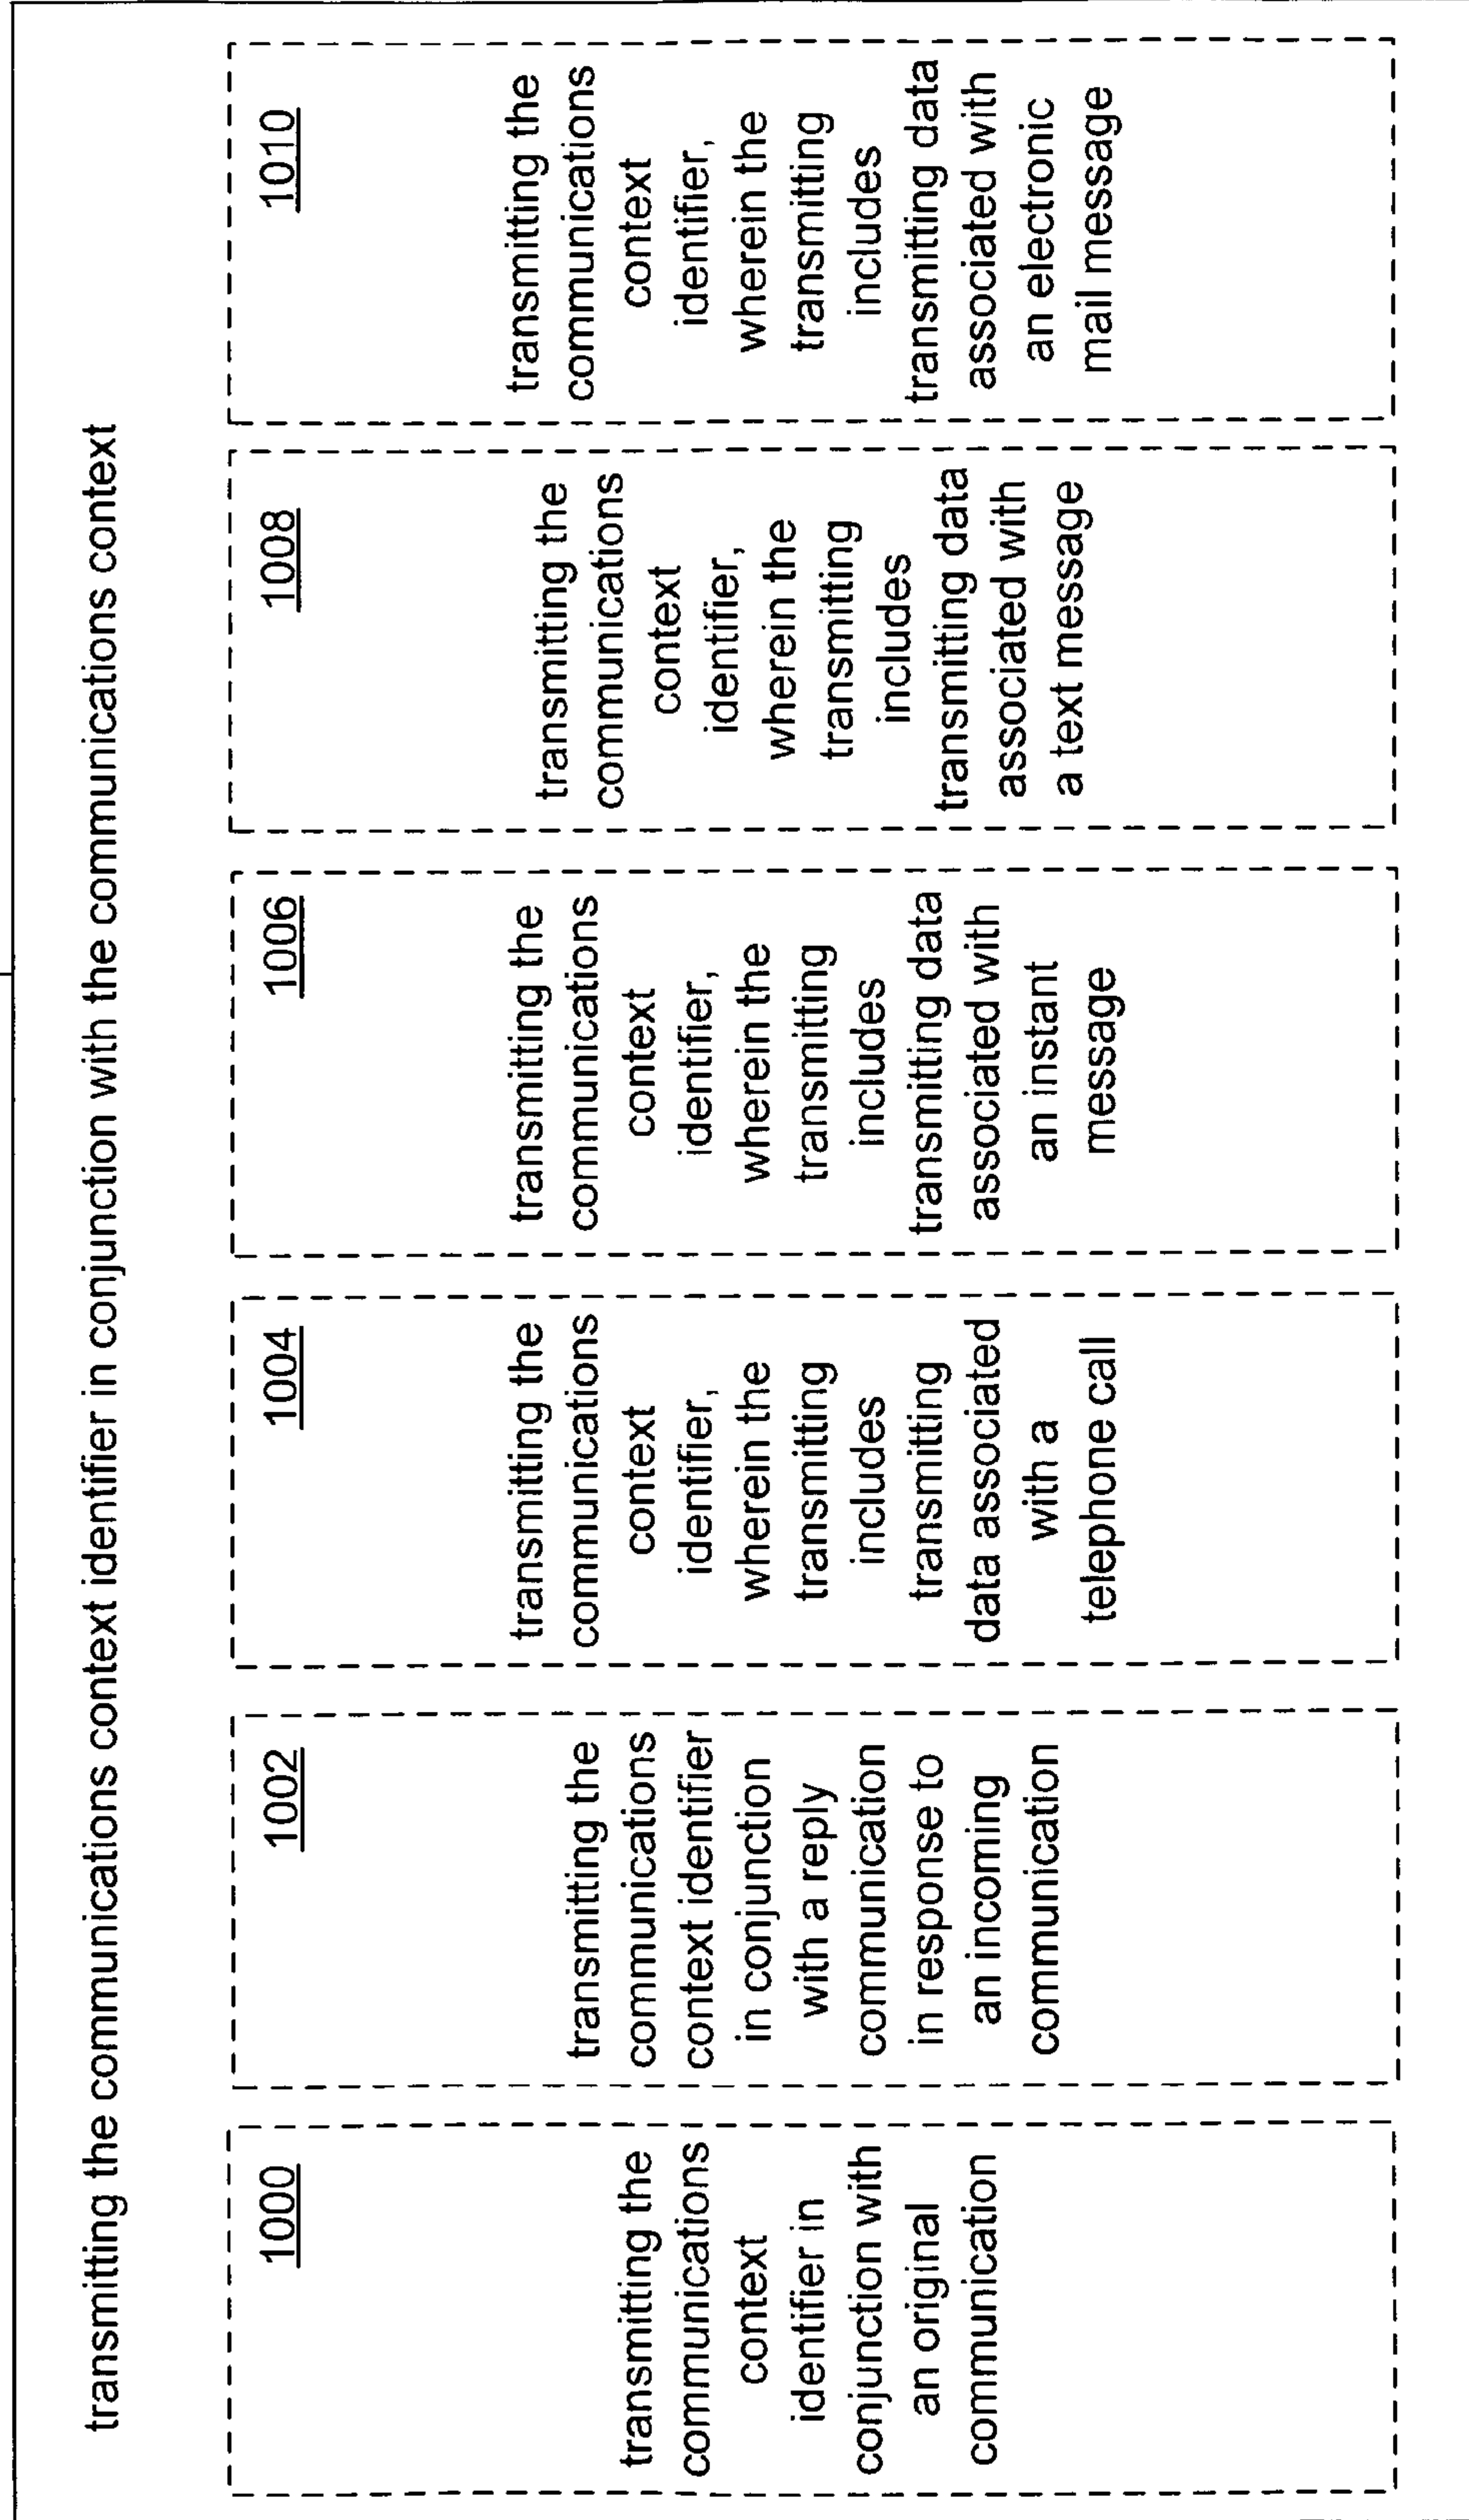 transmitting the communications context identifier in conjunction with the communications context
1000
transmitting the
communications
context
identifier in
conjunction with
an original
communication
1002
transmitting the
communications
context identifier
in conjunction
with a reply
communication
in response to
an incoming
communication
1004
transmitting the
communications
context
identifier,
wherein the
transmitting
includes
transmitting
data associated
with a
telephone call
1006
transmitting the
communications
context
identifier,
wherein the
transmitting
includes
transmitting data
associated with
an instant
message
1008
transmitting the
communications
context
identifier,
wherein the
transmitting
includes
transmitting data
associated with
a text message
1010
transmitting the
communications
context
identifier,
wherein the
transmitting
includes
transmitting data
associated with
an electronic
mail message